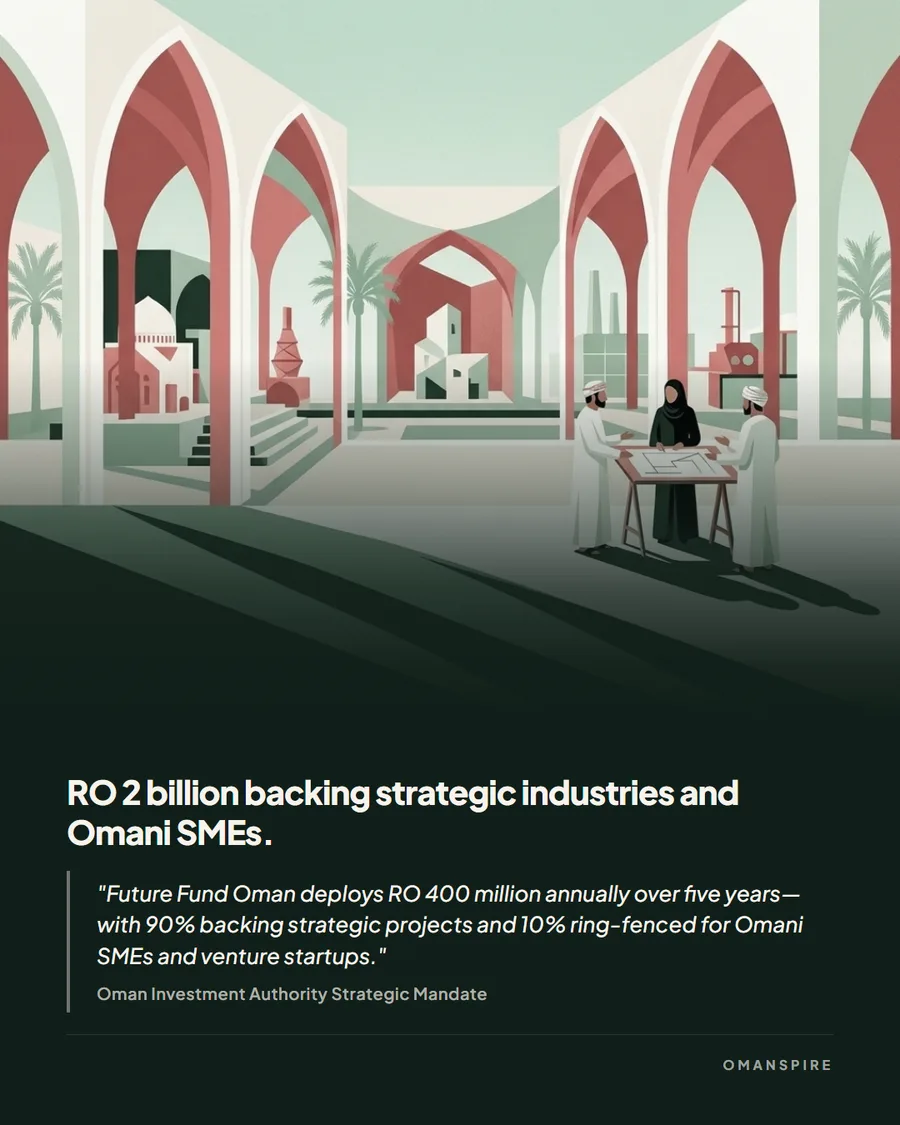 RO 2 billion backing strategic industries and
Omani SMEs.
"Future Fund Oman deploys RO 400 million annually over five years—
with 90% backing strategic projects and 10% ring-fenced for Omani
SMEs and venture startups."
Oman Investment Authority Strategic Mandate
OMANSPIRE